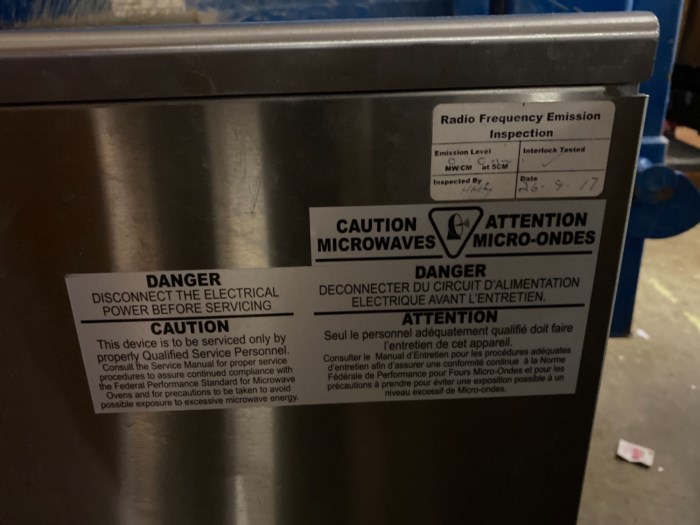 Radio Frequency Emission
Inspection
Emission Level
Interlock Tested
MW/CM at 5CM
Inspected By
Date
26-9-17
CAUTION
MICROWAVES
ATTENTION
MICRO-ONDES
DANGER
DISCONNECT THE ELECTRICAL
POWER BEFORE SERVICING
CAUTION
This device is to be serviced only by
properly Qualified Service Personnel.
Consult the Service Manual for proper service
procedures to assure continued compliance with
the Federal Performance Standard for Microwave
Ovens and for precautions to be taken to avoid
possible exposure to excessive microwave energy.
DANGER
DECONNECTER DU CIRCUIT D'ALIMENTATION
ELECTRIQUE AVANT L'ENTRETIEN.
ATTENTION
Seul le personnel adéquatement qualifié doit faire
l'entretien de cet appareil.
Consulter le Manuel d'Entretien pour les procédures adéquates
d'entretien afin d'assurer une conformité continue à la Norme
Fédérale de Performance pour Fours Micro-Ondes et pour les
précautions à prendre pour éviter une exposition possible à un
niveau excessif de Micro-ondes.